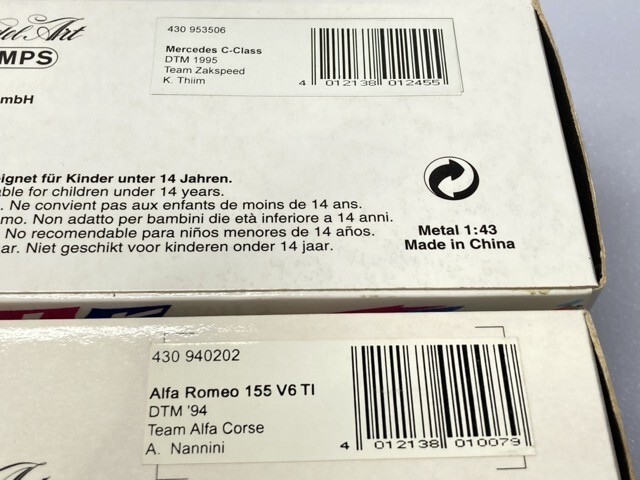 del Art
MPS
mbH
430 953506
Mercedes C-Class
DTM 1995
Team Zakspeed
K. Thiim
4 012138 012455
ignet für Kinder unter 14 Jahren.
able for children under 14 years.
. Ne convient pas aux enfants de moins de 14 ans.
mo. Non adatto per bambini die età inferiore a 14 anni.
. No recomendable para niños menores de 14 años.
ar. Niet geschikt voor kinderen onder 14 jaar.
Metal 1:43
Made in China
430 940202
Alfa Romeo 155 V6 TI
DTM '94
Team Alfa Corse
A. Nannini
4 012138 010079